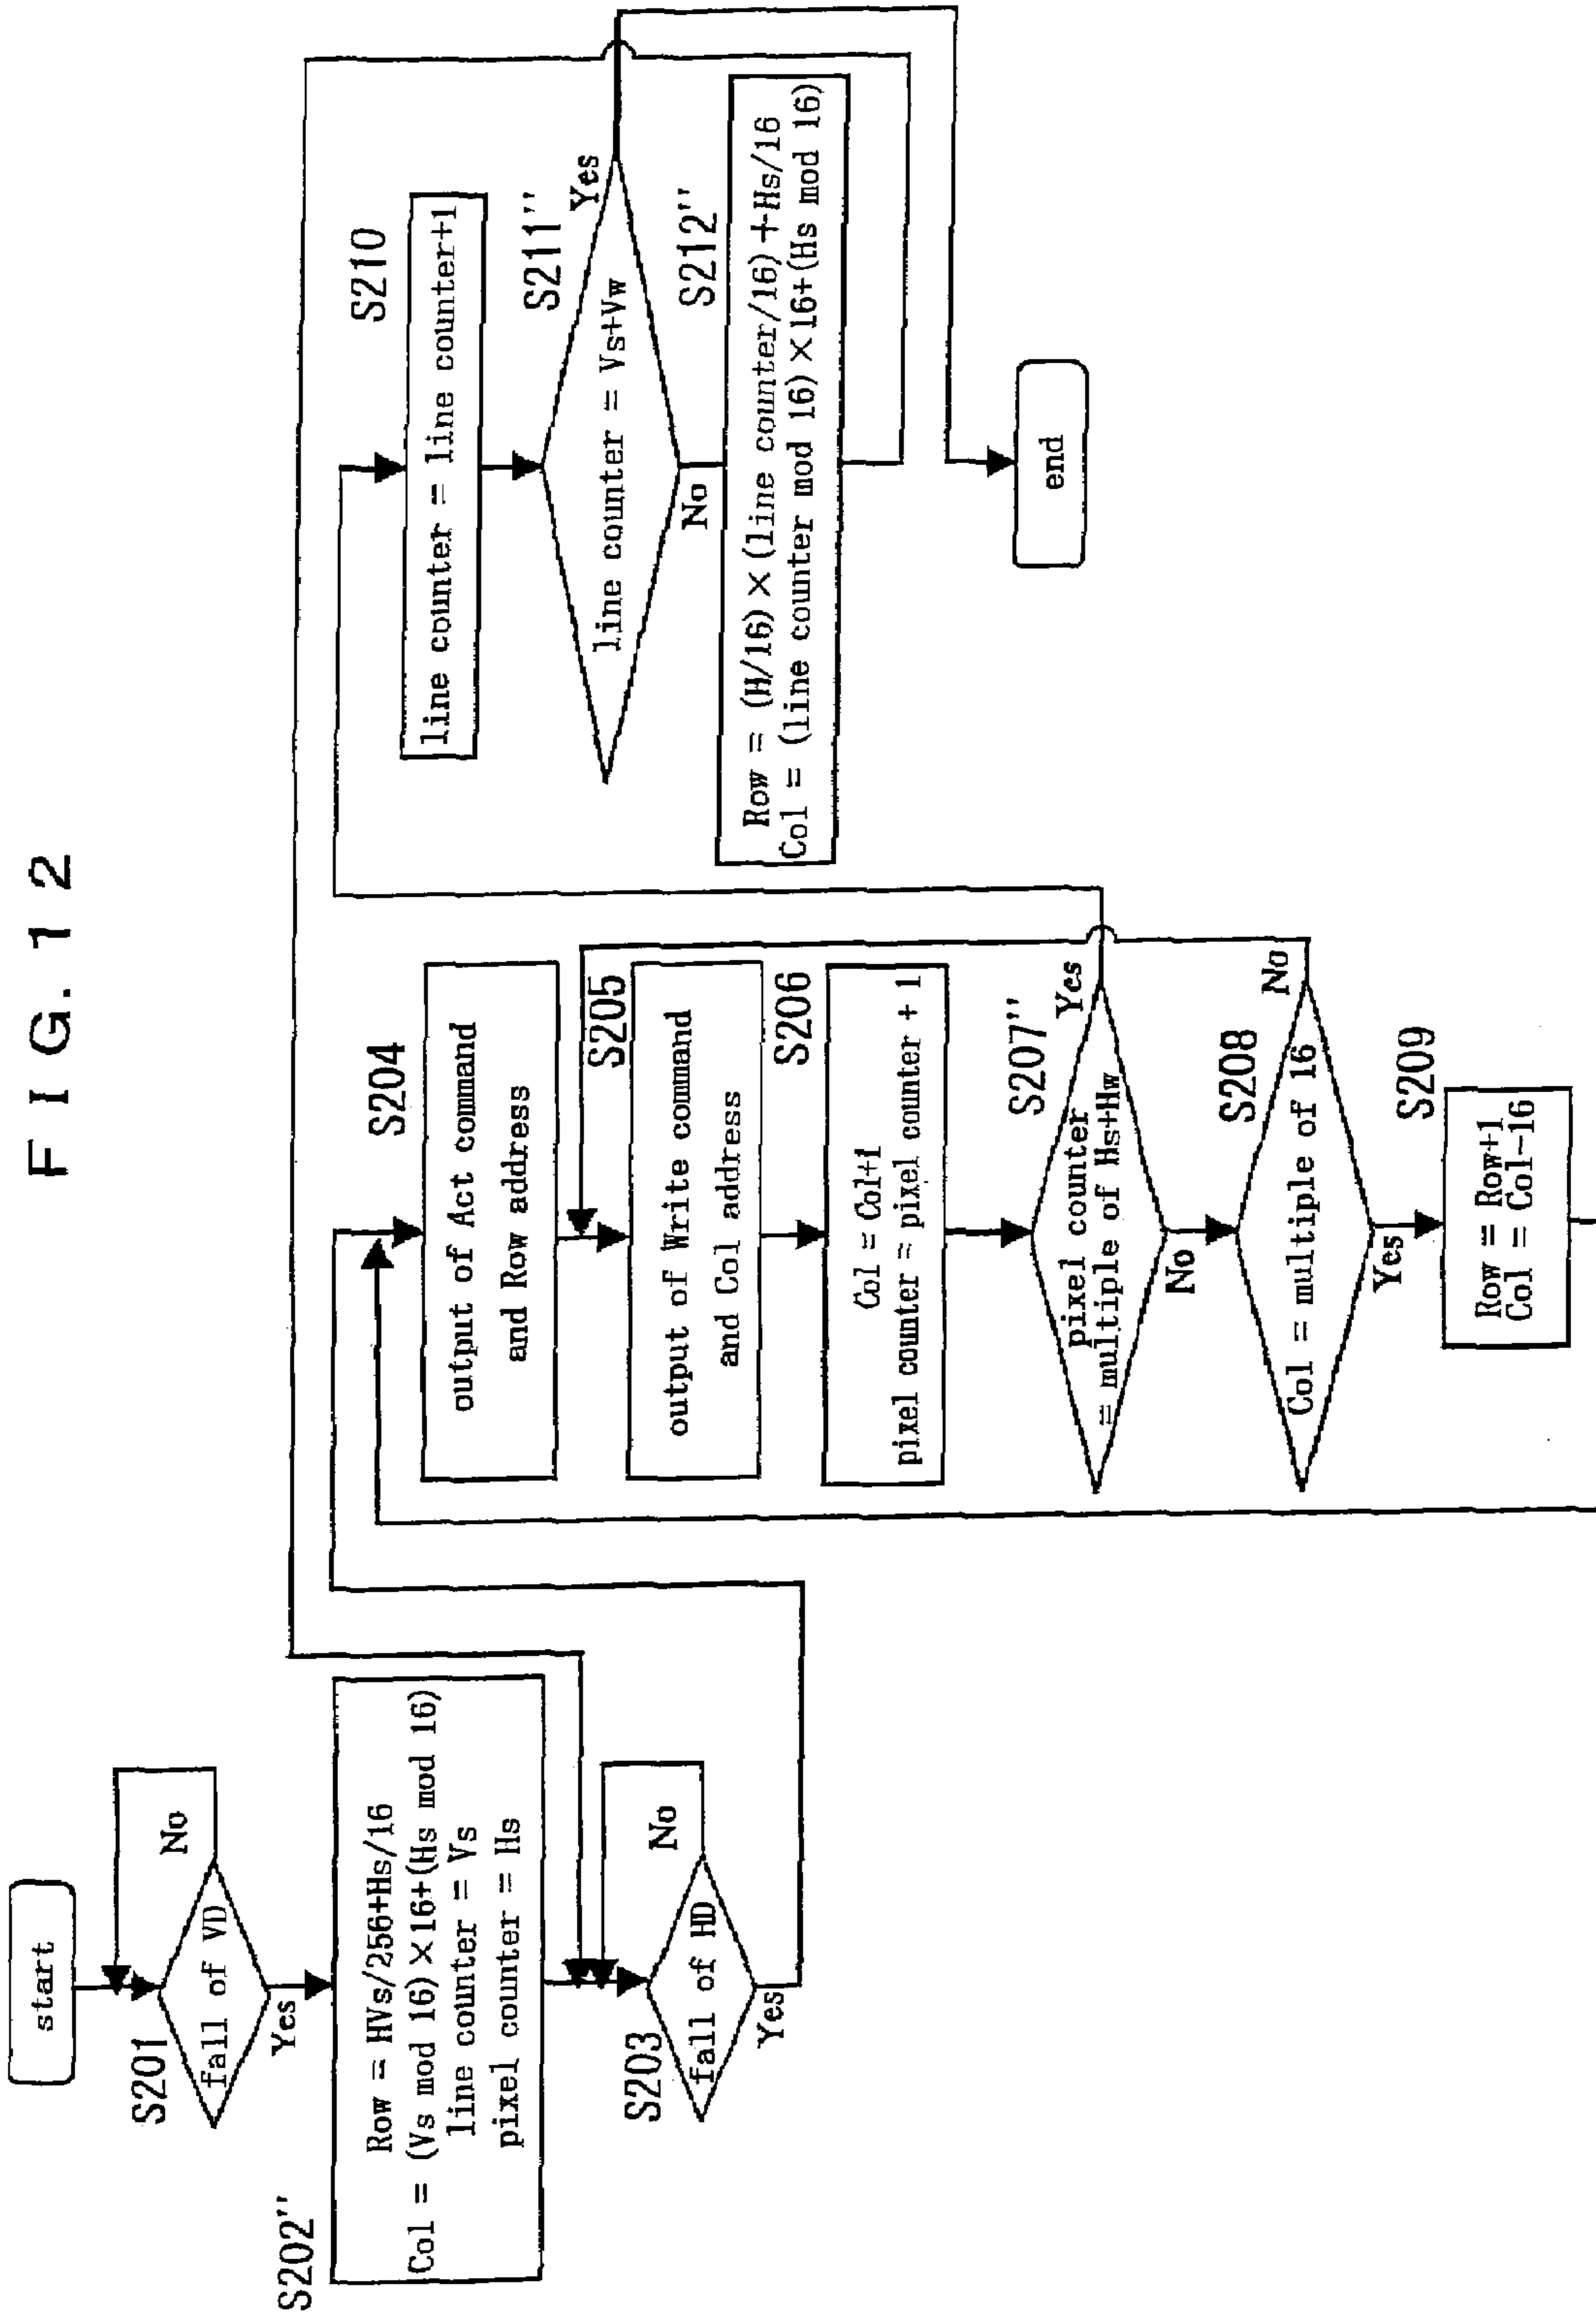 FIG. 12
start
S201
fall of VD
No
Yes
S202''
Row = HVs/256+Hs/16
Col = (Vs mod 16)×16+(Hs mod 16)
line counter = Vs
pixel counter = Hs
S203
fall of HD
No
Yes
S204
output of Act command
and Row address
S205
output of Write command
and Col address
S206
Col = Col+1
pixel counter = pixel counter + 1
S207''
pixel counter
= multiple of Hs+Hw
Yes
No
S208
Col = multiple of 16
No
Yes
S209
Row = Row+1
Col = Col-16
S210
line counter = line counter+1
S211''
line counter = Vs+Vw
Yes
No
S212''
Row = (H/16)×(line counter/16)+Hs/16
Col = (line counter mod 16)×16+(Hs mod 16)
end